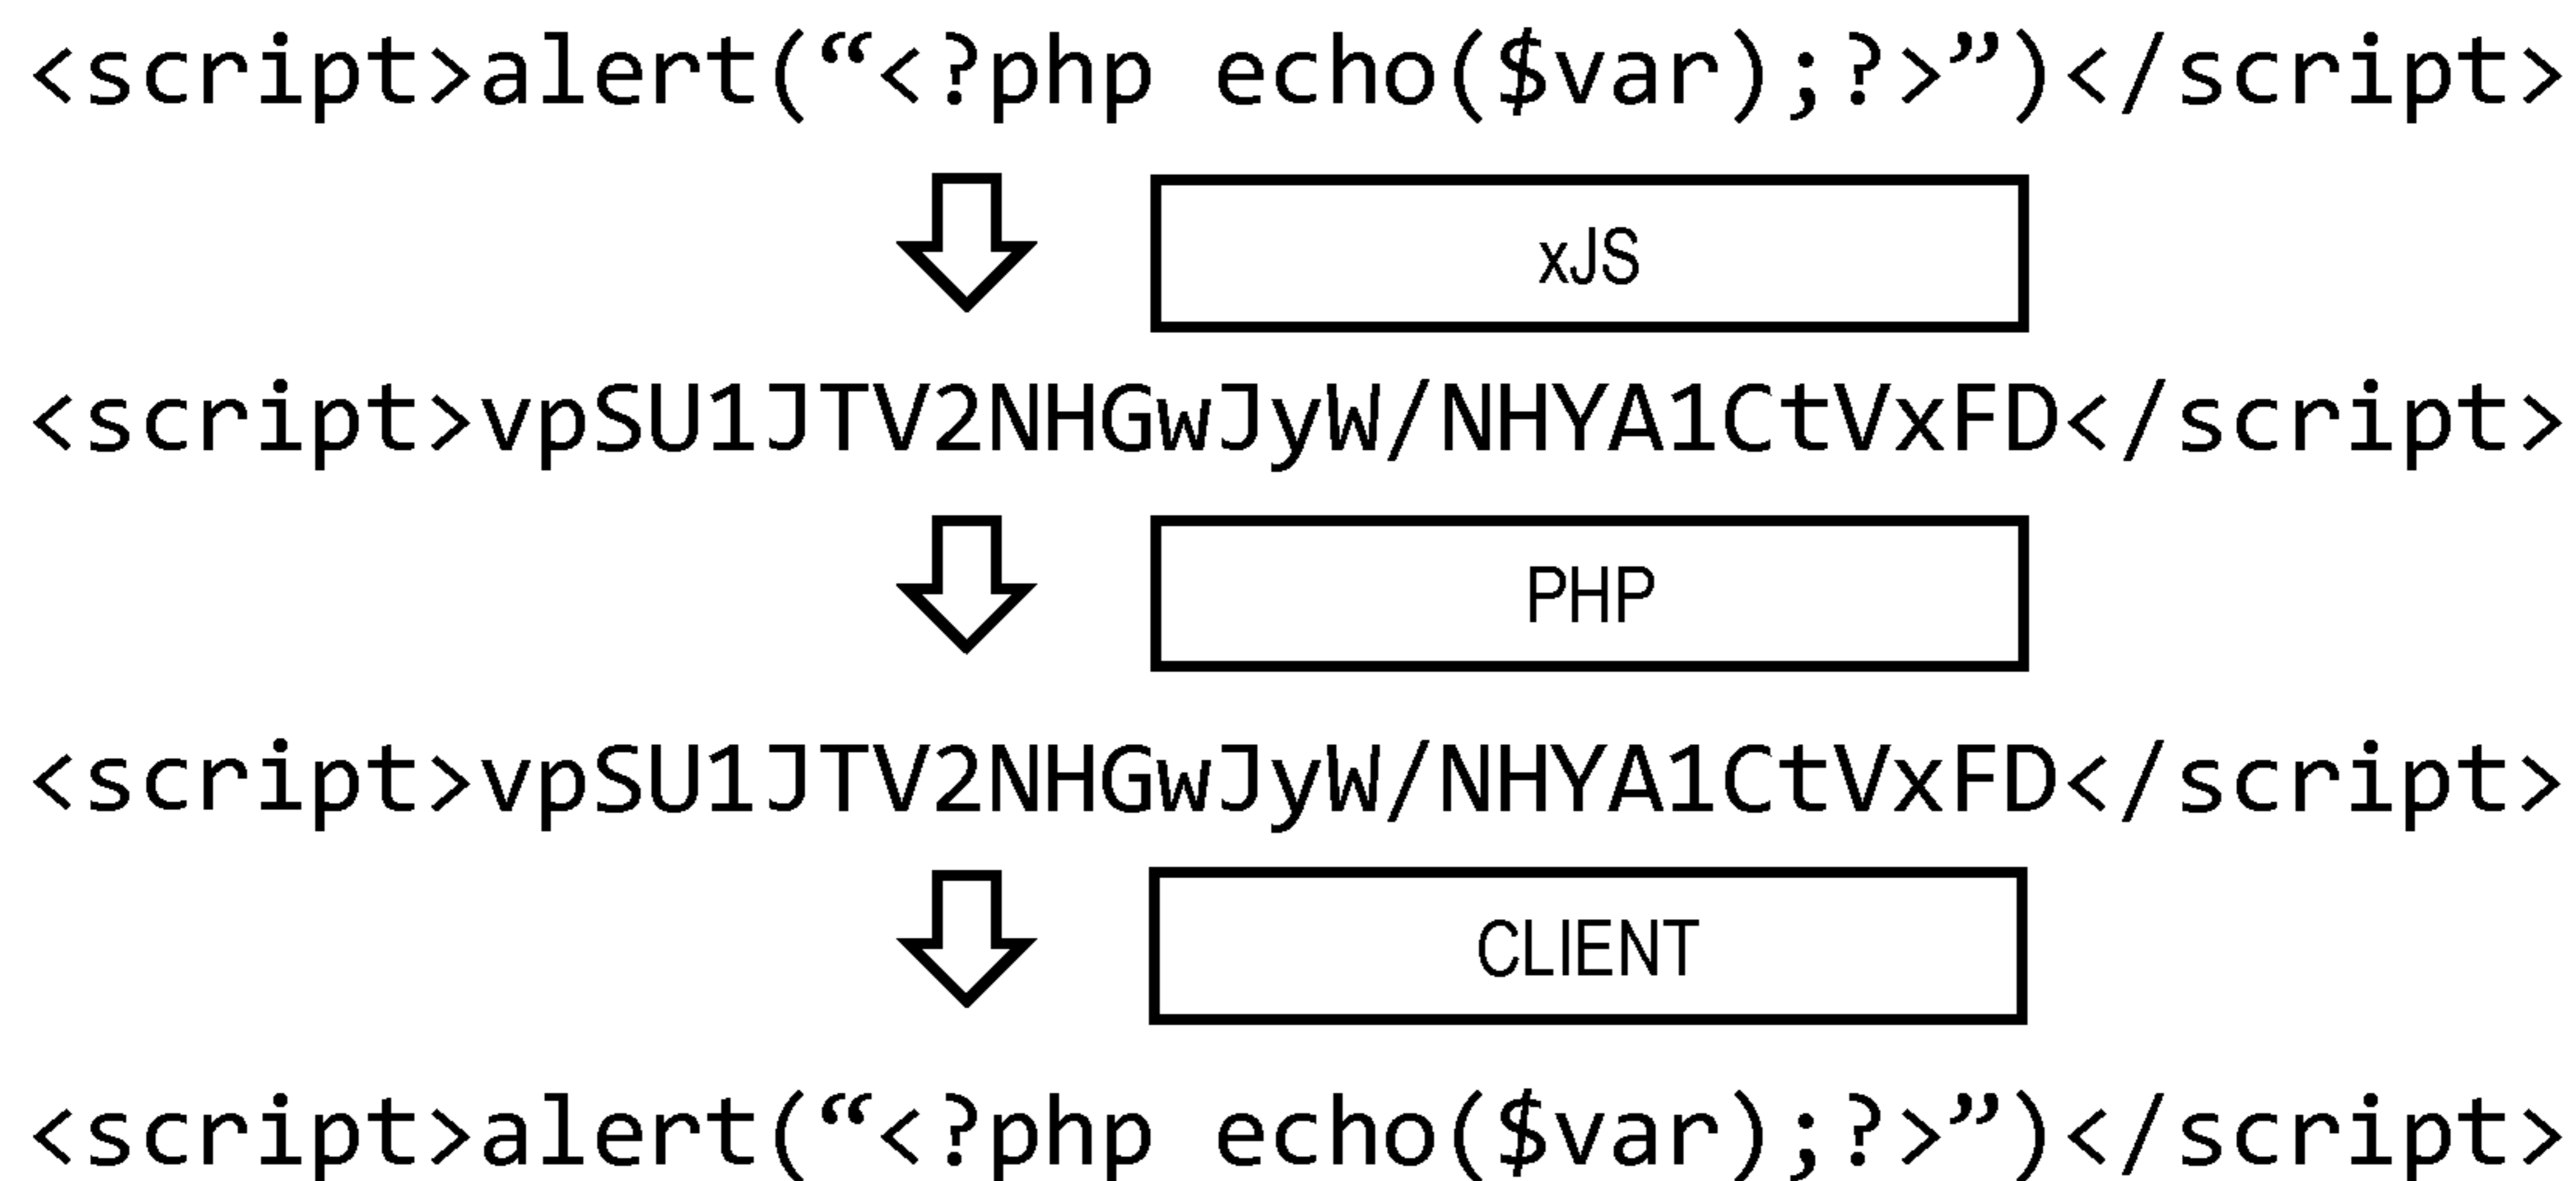 <script>alert(“<?php echo($var);?>”)</script>
xJS
<script>vpSU1JTV2NHGwJyW/NHYA1CtVxFD</script>
PHP
<script>vpSU1JTV2NHGwJyW/NHYA1CtVxFD</script>
CLIENT
<script>alert(“<?php echo($var);?>”)</script>